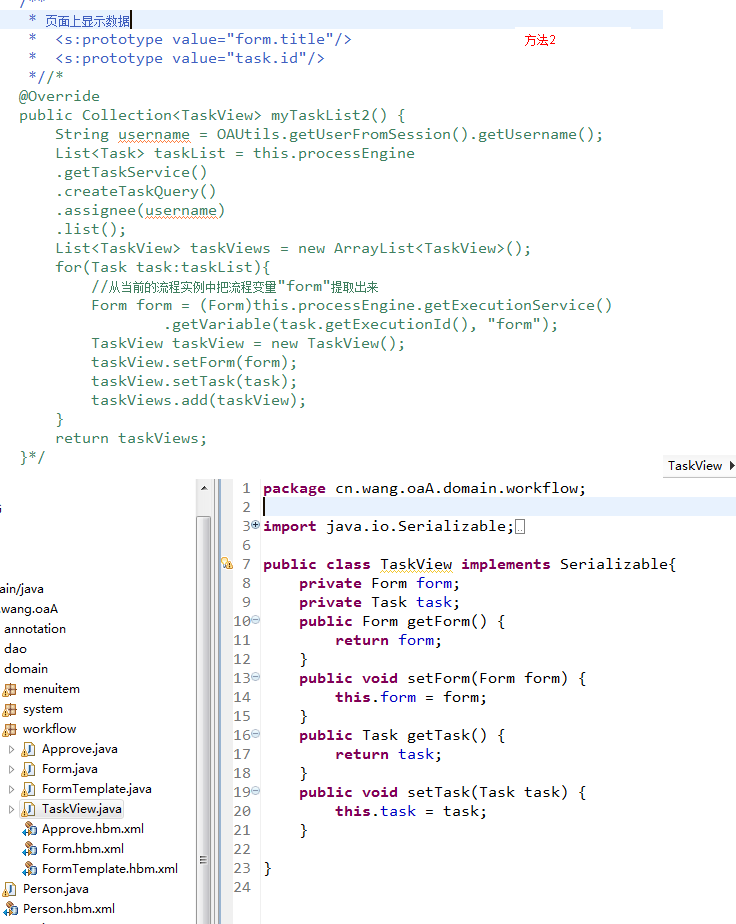 /**
* 页面上显示数据
* <s:prototype value="form.title"/>
方法2
* <s:prototype value="task.id"/>
*//*
@Override
public Collection<TaskView> myTaskList2() {
String username = OAUtils.getUserFromSession().getUsername();
List<Task> taskList = this.processEngine
.getTaskService()
.createTaskQuery()
.assignee(username)
.list();
List<TaskView> taskViews = new ArrayList<TaskView>();
for(Task task:taskList){
//从当前的流程实例中把流程变量"form"提取出来
Form form = (Form)this.processEngine.getExecutionService()
.getVariable(task.getExecutionId(), "form");
TaskView taskView = new TaskView();
taskView.setForm(form);
taskView.setTask(task);
taskViews.add(taskView);
}
return taskViews;
}*/
TaskView
ain/java
.wang.oaA
annotation
dao
domain
menuitem
system
workflow
Approve.java
Form.java
FormTemplate.java
TaskView.java
Approve.hbm.xml
Form.hbm.xml
FormTemplate.hbm.xml
Person.java
Person.hbm.xml
1 package cn.wang.oaA.domain.workflow;
2
3 import java.io.Serializable;
6
7 public class TaskView implements Serializable{
8 private Form form;
9 private Task task;
10 public Form getForm() {
11 return form;
12 }
13 public void setForm(Form form) {
14 this.form = form;
15 }
16 public Task getTask() {
17 return task;
18 }
19 public void setTask(Task task) {
20 this.task = task;
21 }
22
23 }
24